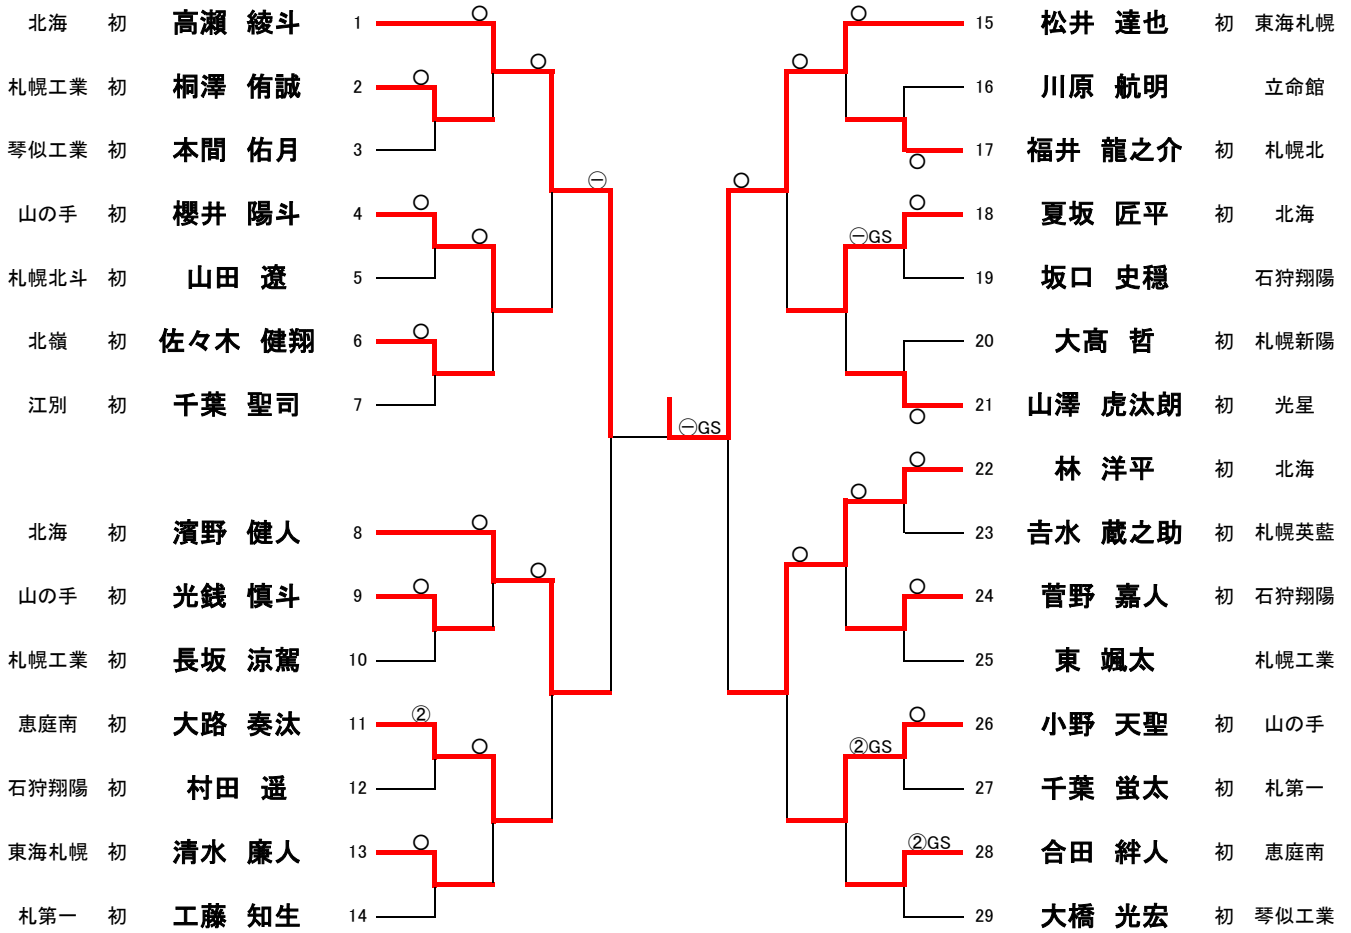 北海 初 高瀨 綾斗 1 ○
札幌工業 初 桐澤 侑誠 2 ○
琴似工業 初 本間 佑月 3
山の手 初 櫻井 陽斗 4 ○
札幌北斗 初 山田 遼 5
北嶺 初 佐々木 健翔 6 ○
江別 初 千葉 聖司 7
北海 初 濱野 健人 8 ○
山の手 初 光銭 慎斗 9 ○
札幌工業 初 長坂 涼駕 10
恵庭南 初 大路 奏汰 11 ②
石狩翔陽 初 村田 遥 12
東海札幌 初 清水 廉人 13 ○
札第一 初 工藤 知生 14
○
○
○
○
㊀
㊀GS
○
○
○
○
㊀GS
○
②GS
○ 15 松井 達也 初 東海札幌
16 川原 航明 立命館
○ 17 福井 龍之介 初 札幌北
○ 18 夏坂 匠平 初 北海
19 坂口 史穏 石狩翔陽
20 大髙 哲 初 札幌新陽
○ 21 山澤 虎汰朗 初 光星
○ 22 林 洋平 初 北海
23 𠮷水 蔵之助 初 札幌英藍
○ 24 菅野 嘉人 初 石狩翔陽
25 東 颯太 札幌工業
○ 26 小野 天聖 初 山の手
27 千葉 蛍太 初 札第一
②GS 28 合田 絆人 初 恵庭南
29 大橋 光宏 初 琴似工業